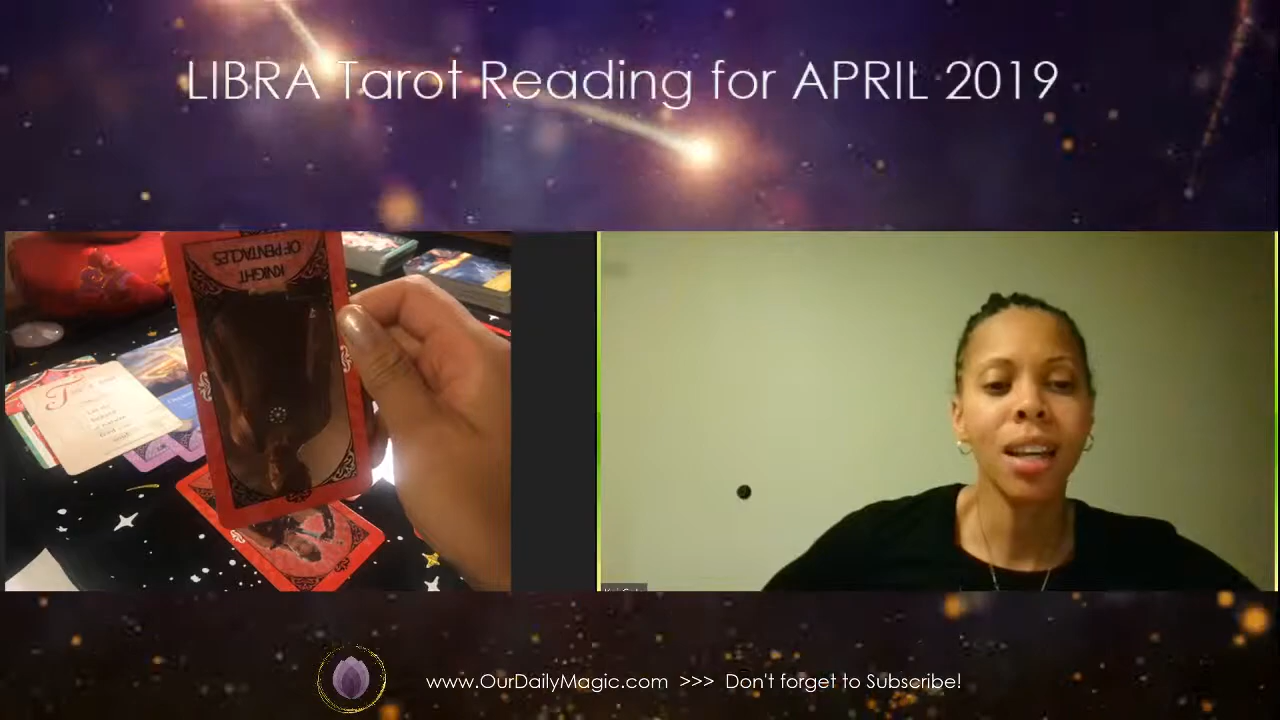 LIBRA Tarot Reading for APRIL 2019
KNIGHT
OF PENTACLES
www.OurDailyMagic.com >>> Don't forget to Subscribe!